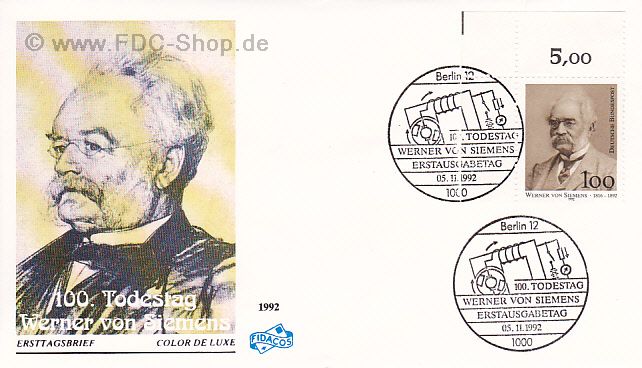 © www.FDC-Shop.de
100. Todestag
Werner von Siemens
ERSTTAGSBRIEF COLOR DE LUXE
1992
FIDACOS
Berlin 12
100. TODESTAG
WERNER VON SIEMENS
ERSTAUSGABETAG
05.11.1992
1000
5,00
DEUTSCHE BUNDESPOST
100
WERNER VON SIEMENS · 1816 – 1892
Berlin 12
100. TODESTAG
WERNER VON SIEMENS
ERSTAUSGABETAG
05.11.1992
1000